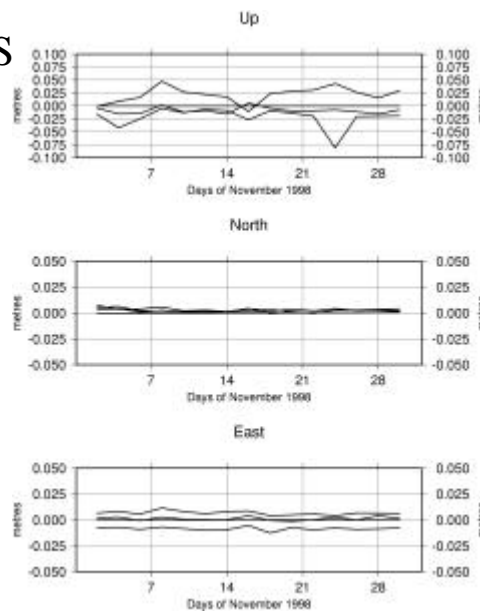 Up
S
0.100 0.100
0.075 0.075
0.050 0.050
0.025 0.025
0.000 0.000
-0.025 -0.025
-0.050 -0.050
-0.075 -0.075
-0.100 -0.100
metres metres
7 14 21 28
Days of November 1998
North
0.050 0.050
0.025 0.025
0.000 0.000
-0.025 -0.025
-0.050 -0.050
metres metres
7 14 21 28
Days of November 1998
East
0.050 0.050
0.025 0.025
0.000 0.000
-0.025 -0.025
-0.050 -0.050
metres metres
7 14 21 28
Days of November 1998